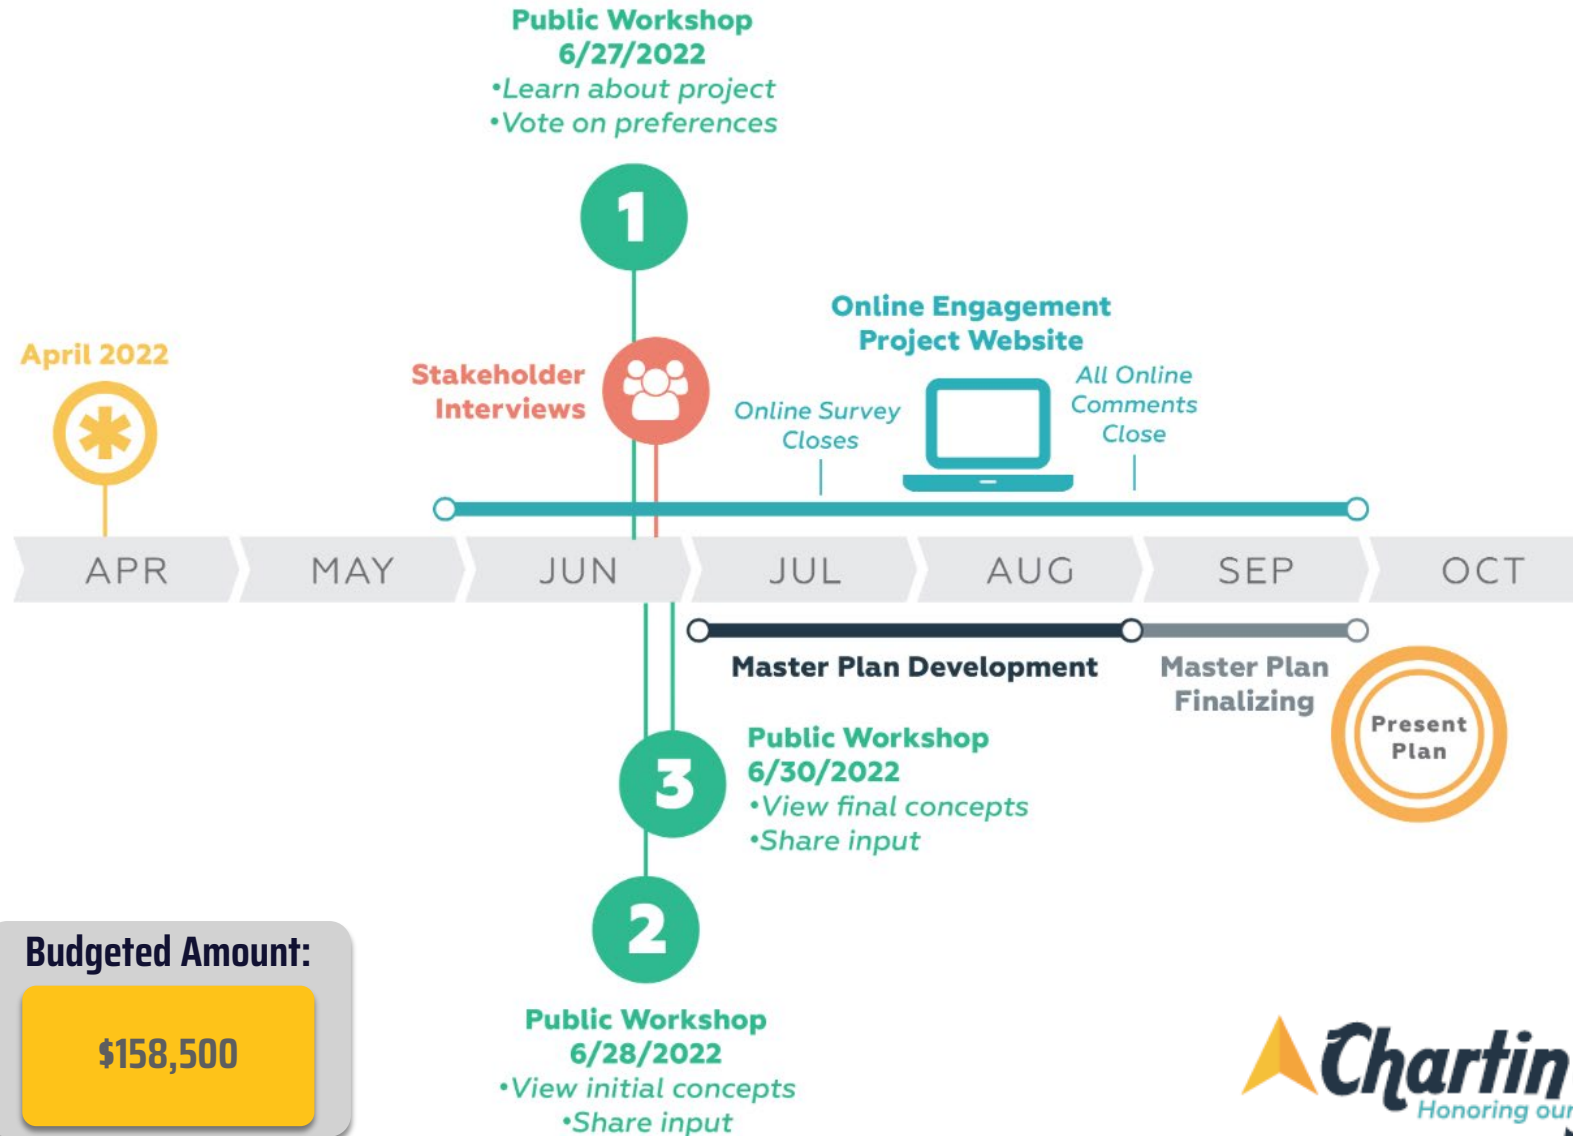 Public Workshop
6/27/2022
•Learn about project
•Vote on preferences
1
April 2022
Stakeholder
Interviews
Online Engagement
Project Website
Online Survey
Closes
All Online
Comments
Close
APR
MAY
JUN
JUL
AUG
SEP
OCT
Master Plan Development
Master Plan
Finalizing
Present
Plan
3
Public Workshop
6/30/2022
•View final concepts
•Share input
2
Public Workshop
6/28/2022
•View initial concepts
•Share input
Budgeted Amount:
$158,500
Chartin
Honoring our